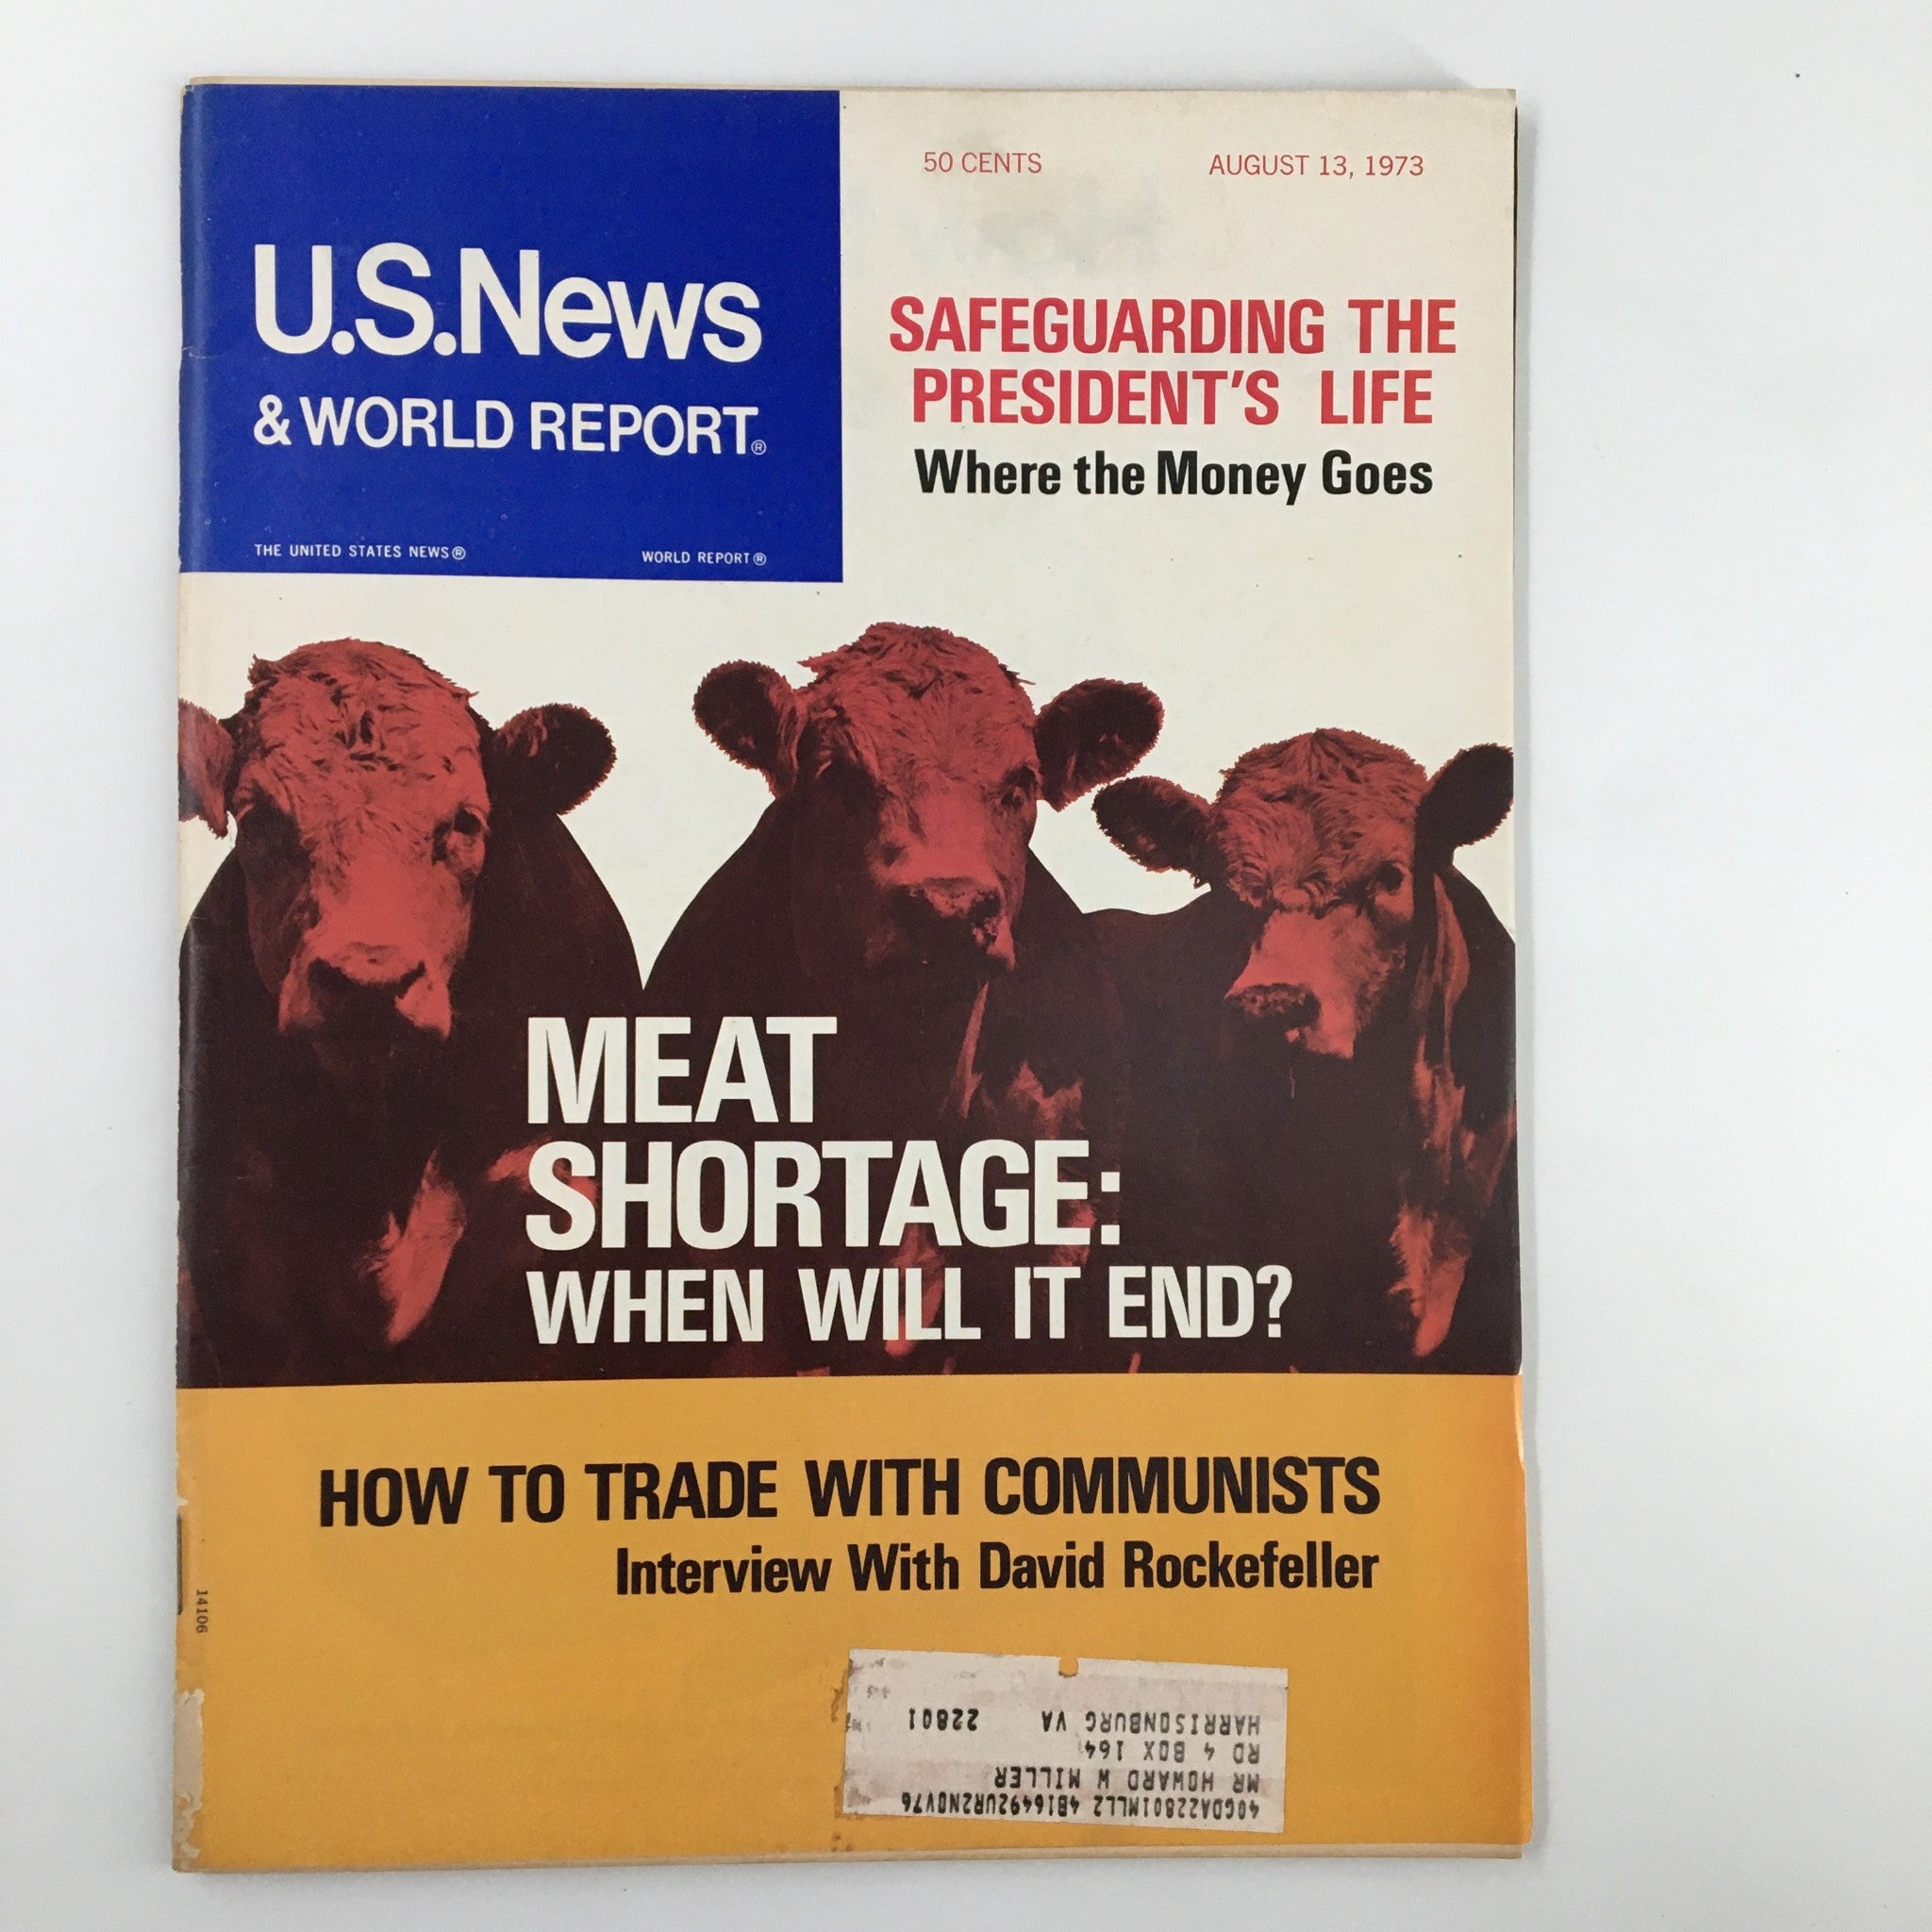 50 CENTS AUGUST 13, 1973
U.S.News
& WORLD REPORT®
THE UNITED STATES NEWS® WORLD REPORT®
SAFEGUARDING THE
PRESIDENT'S LIFE
Where the Money Goes
MEAT
SHORTAGE:
WHEN WILL IT END?
HOW TO TRADE WITH COMMUNISTS
Interview With David Rockefeller
14106
40GDA22801MLL2 4B16492UR2NOV76
MR HOWARD W MILLER
RD 4 BOX 164
HARRISONBURG VA 22801